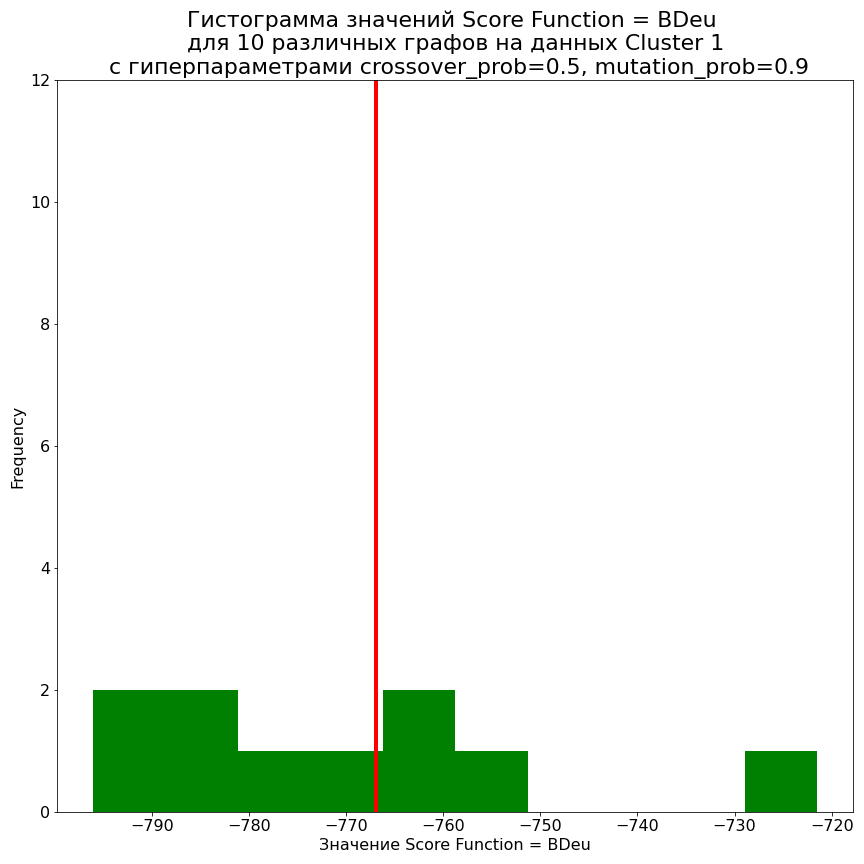 Гистограмма значений Score Function = BDeu
для 10 различных графов на данных Cluster 1
с гиперпараметрами crossover_prob=0.5, mutation_prob=0.9
12
10
8
6
4
2
0
Frequency
−790 −780 −770 −760 −750 −740 −730 −720
Значение Score Function = BDeu